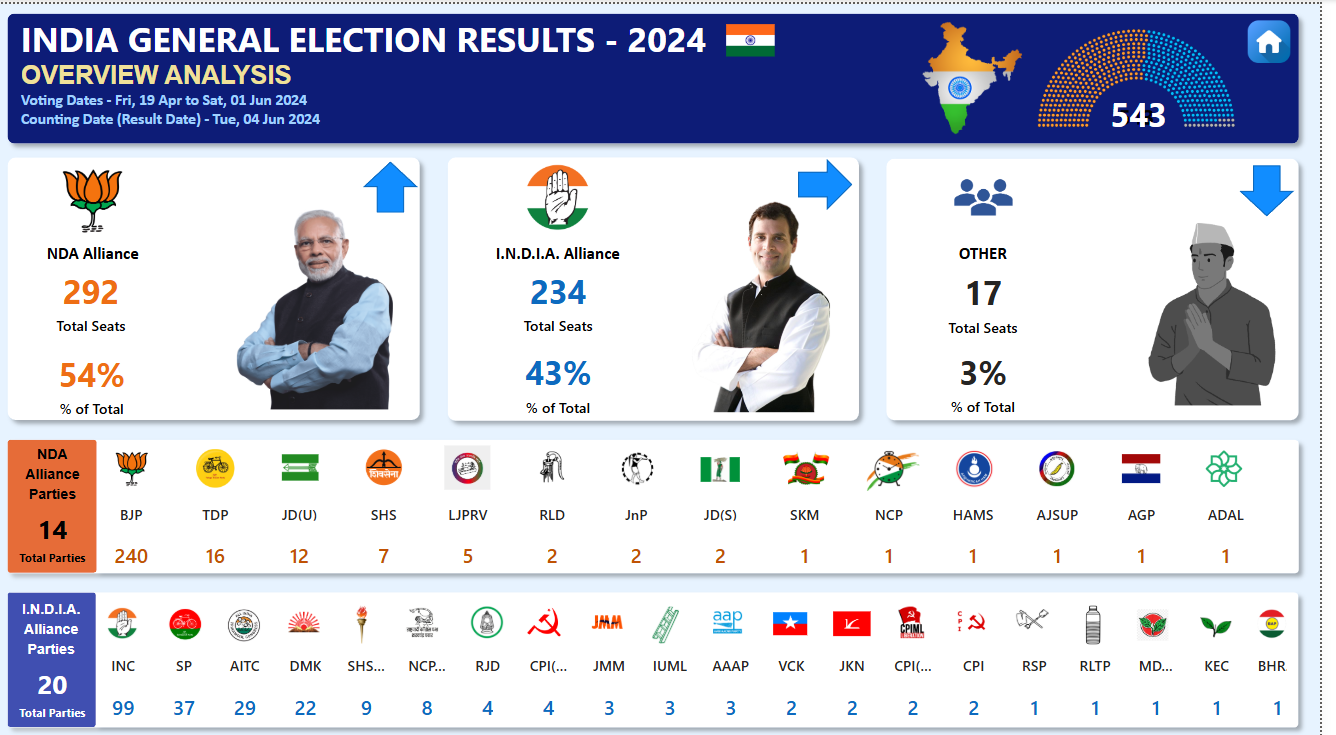 INDIA GENERAL ELECTION RESULTS - 2024
OVERVIEW ANALYSIS
Voting Dates - Fri, 19 Apr to Sat, 01 Jun 2024
Counting Date (Result Date) - Tue, 04 Jun 2024
543
NDA Alliance
292
Total Seats
54%
% of Total
I.N.D.I.A. Alliance
234
Total Seats
43%
% of Total
OTHER
17
Total Seats
3%
% of Total
NDA
Alliance
Parties
14
Total Parties
शिवसेना
BJP TDP JD(U) SHS LJPRV RLD JnP JD(S) SKM NCP HAMS AJSUP AGP ADAL
240 16 12 7 5 2 2 2 1 1 1 1 1 1
I.N.D.I.A.
Alliance
Parties
20
Total Parties
JMM
aap
CPIML
CPI
BAP
INC SP AITC DMK SHS... NCP... RJD CPI(... JMM IUML AAAP VCK JKN CPI(... CPI RSP RLTP MD... KEC BHR
99 37 29 22 9 8 4 4 3 3 3 2 2 2 2 1 1 1 1 1